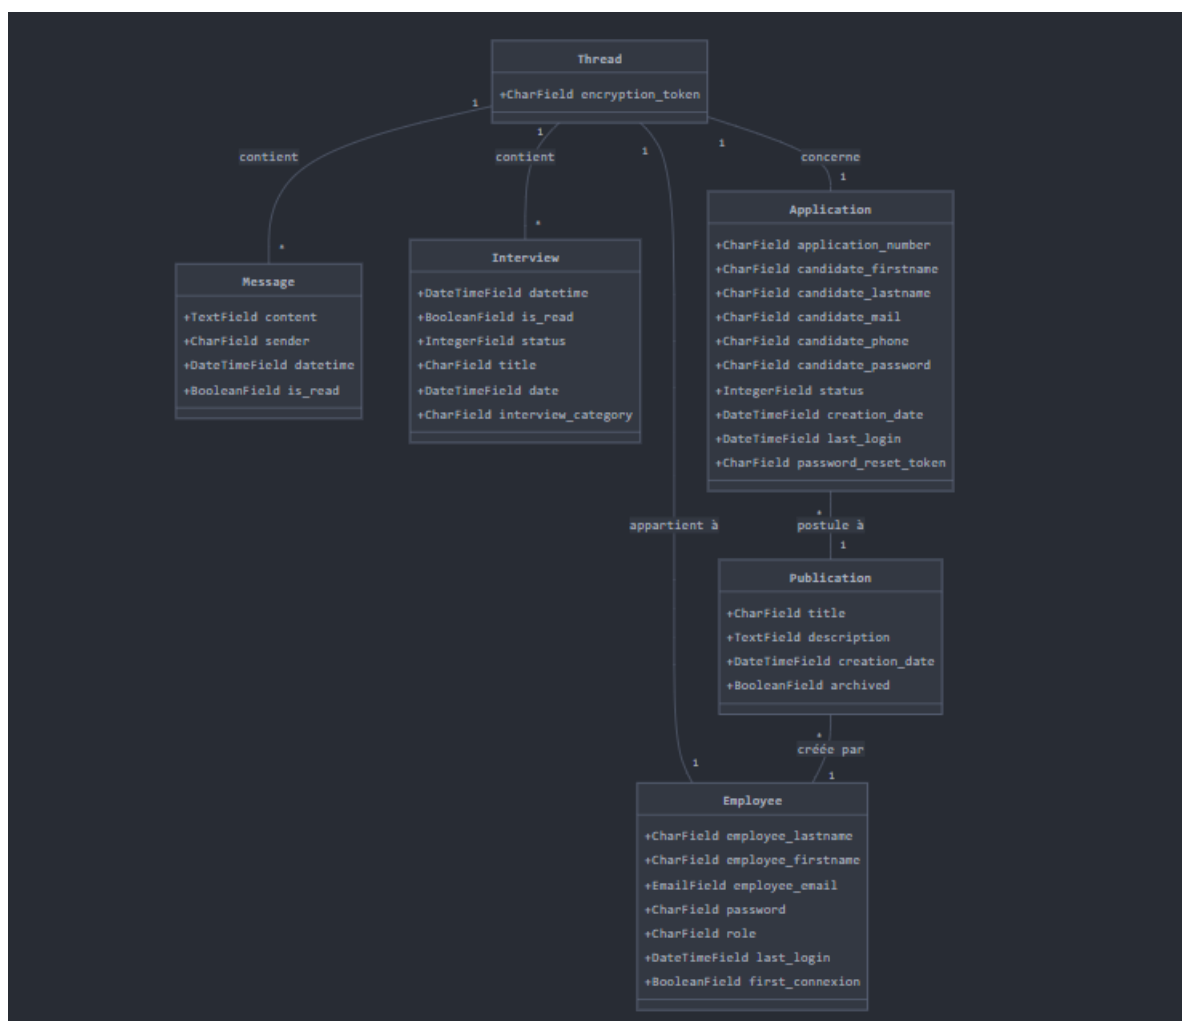 Thread
+CharField encryption_token
1
1
1
1
contient
contient
concerne
1
*
*
Message
+TextField content
+CharField sender
+DateTimeField datetime
+BooleanField is_read
Interview
+DateTimeField datetime
+BooleanField is_read
+IntegerField status
+CharField title
+DateTimeField date
+CharField interview_category
Application
+CharField application_number
+CharField candidate_firstname
+CharField candidate_lastname
+CharField candidate_mail
+CharField candidate_phone
+CharField candidate_password
+IntegerField status
+DateTimeField creation_date
+DateTimeField last_login
+CharField password_reset_token
appartient à
*
postule à
1
Publication
+CharField title
+TextField description
+DateTimeField creation_date
+BooleanField archived
*
créée par
1
1
Employee
+CharField employee_lastname
+CharField employee_firstname
+EmailField employee_email
+CharField password
+CharField role
+DateTimeField last_login
+BooleanField first_connexion